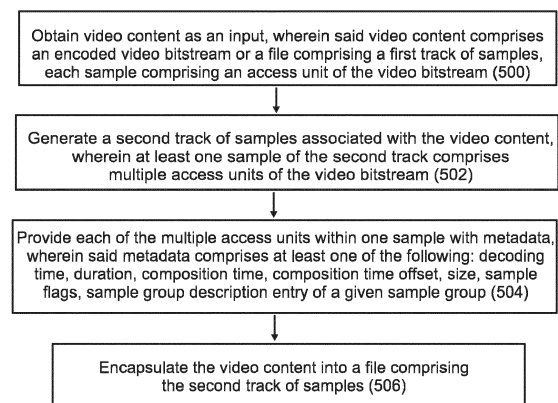 Obtain video content as an input, wherein said video content comprises
an encoded video bitstream or a file comprising a first track of samples,
each sample comprising an access unit of the video bitstream (500)
Generate a second track of samples associated with the video content,
wherein at least one sample of the second track comprises
multiple access units of the video bitstream (502)
Provide each of the multiple access units within one sample with metadata,
wherein said metadata comprises at least one of the following: decoding
time, duration, composition time, composition time offset, size, sample
flags, sample group description entry of a given sample group (504)
Encapsulate the video content into a file comprising
the second track of samples (506)